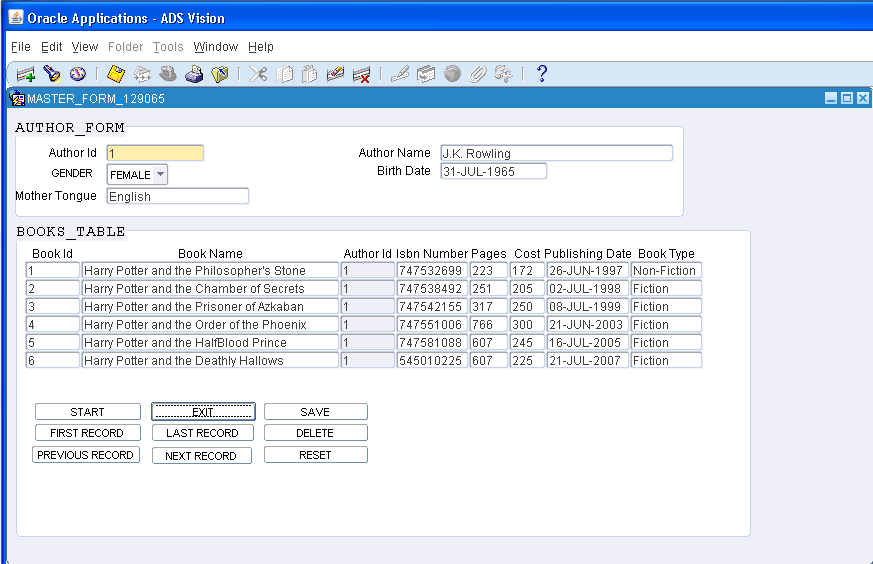 Oracle Applications - ADS Vision
File Edit View Folder Tools Window Help
?
MASTER_FORM_129065
AUTHOR_FORM
Author Id 1 Author Name J.K. Rowling
GENDER FEMALE Birth Date 31-JUL-1965
Mother Tongue English
BOOKS_TABLE
Book Id Book Name Author Id Isbn Number Pages Cost Publishing Date Book Type
1 Harry Potter and the Philosopher's Stone 1 747532699 223 172 26-JUN-1997 Non-Fiction
2 Harry Potter and the Chamber of Secrets 1 747538492 251 205 02-JUL-1998 Fiction
3 Harry Potter and the Prisoner of Azkaban 1 747542155 317 250 08-JUL-1999 Fiction
4 Harry Potter and the Order of the Phoenix 1 747551006 766 300 21-JUN-2003 Fiction
5 Harry Potter and the HalfBlood Prince 1 747581088 607 245 16-JUL-2005 Fiction
6 Harry Potter and the Deathly Hallows 1 545010225 607 225 21-JUL-2007 Fiction
START EXIT SAVE
FIRST RECORD LAST RECORD DELETE
PREVIOUS RECORD NEXT RECORD RESET